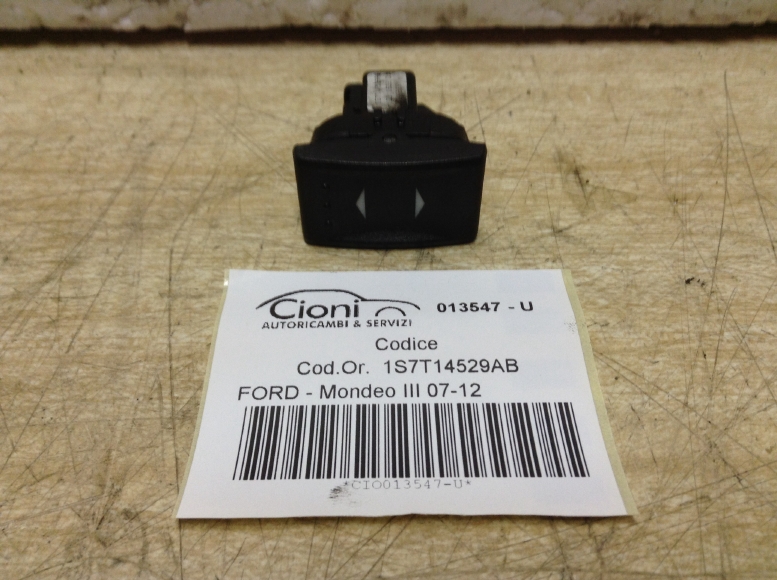 Cioni
AUTORICAMBI & SERVIZI
013547 - U
Codice
Cod.Or. 1S7T14529AB
FORD - Mondeo III 07-12
*CIO013547-U*